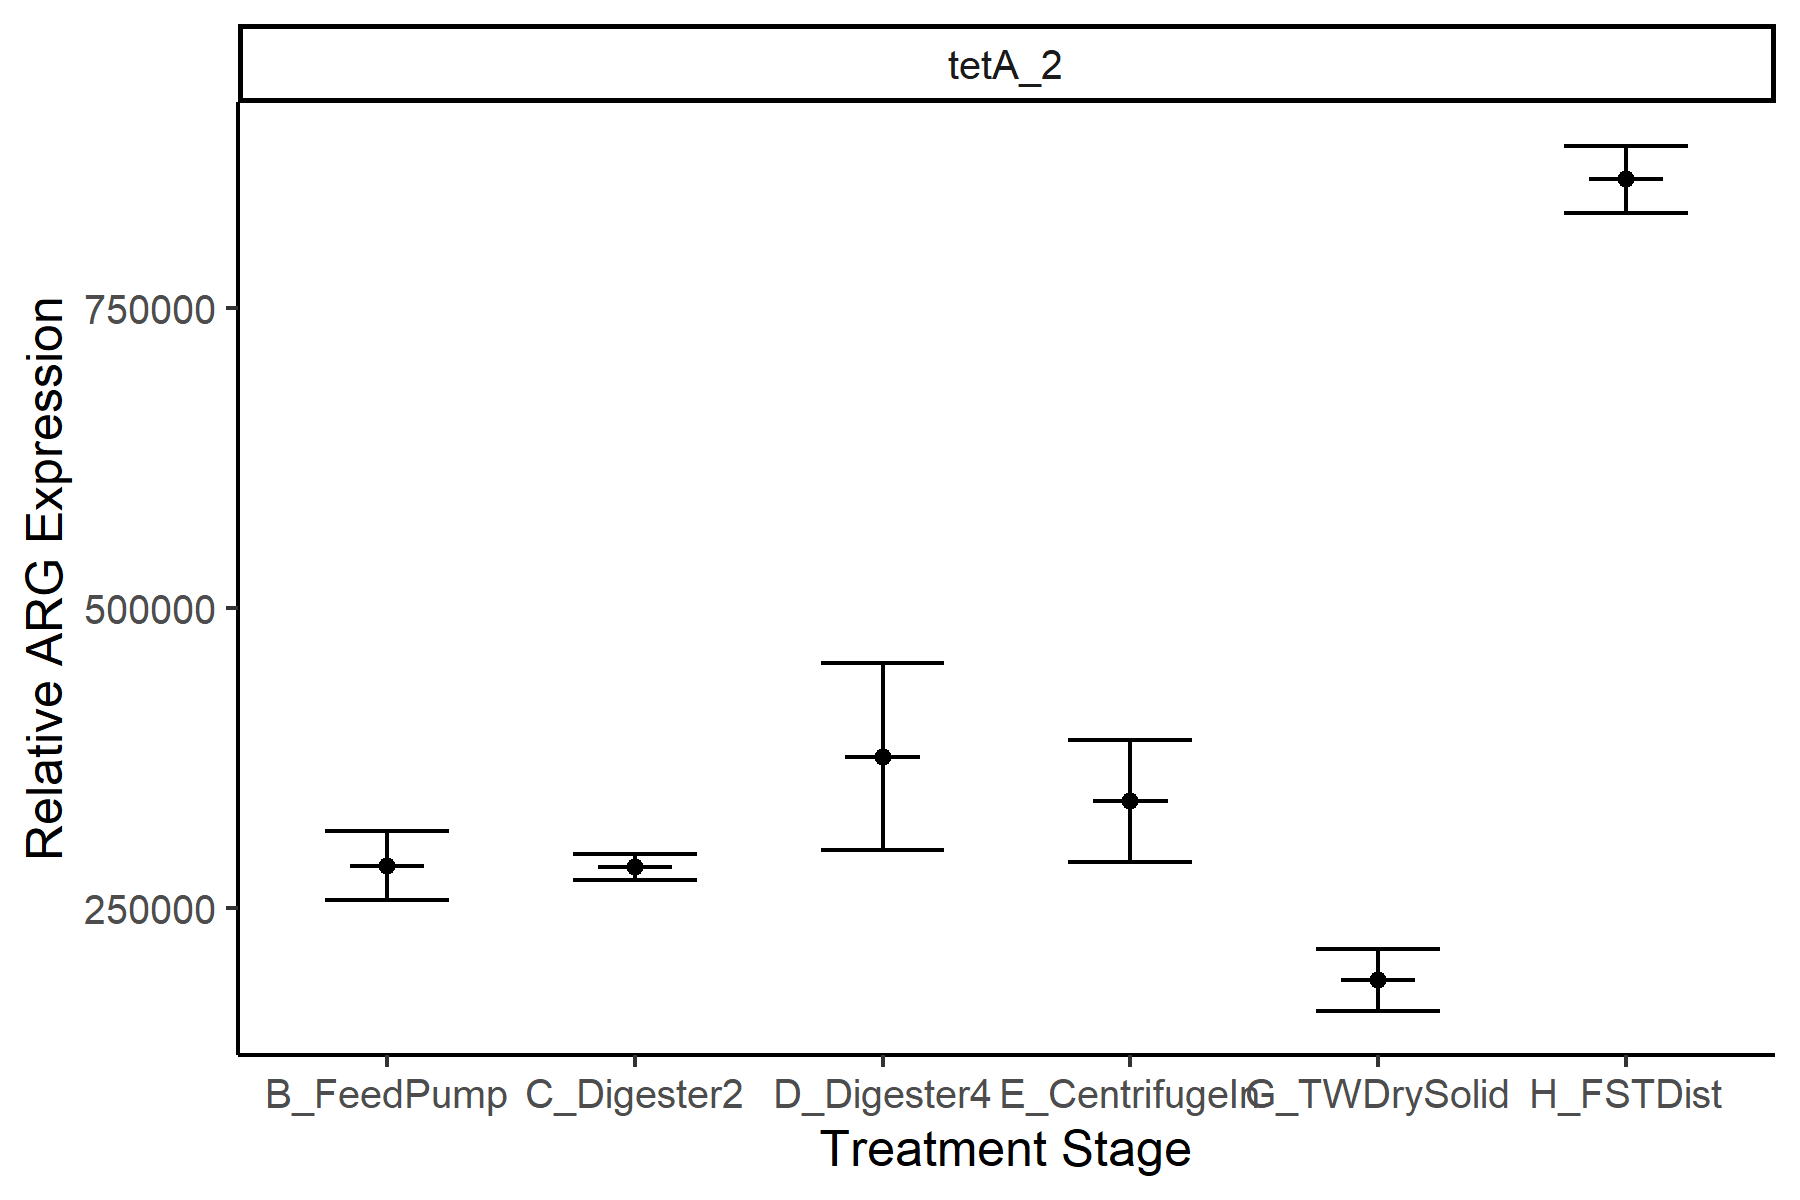 tetA_2
Relative ARG Expression
750000
500000
250000
B_FeedPump C_Digester2 D_Digester4 E_CentrifugeIn G_TWDrySolid H_FSTDist
Treatment Stage